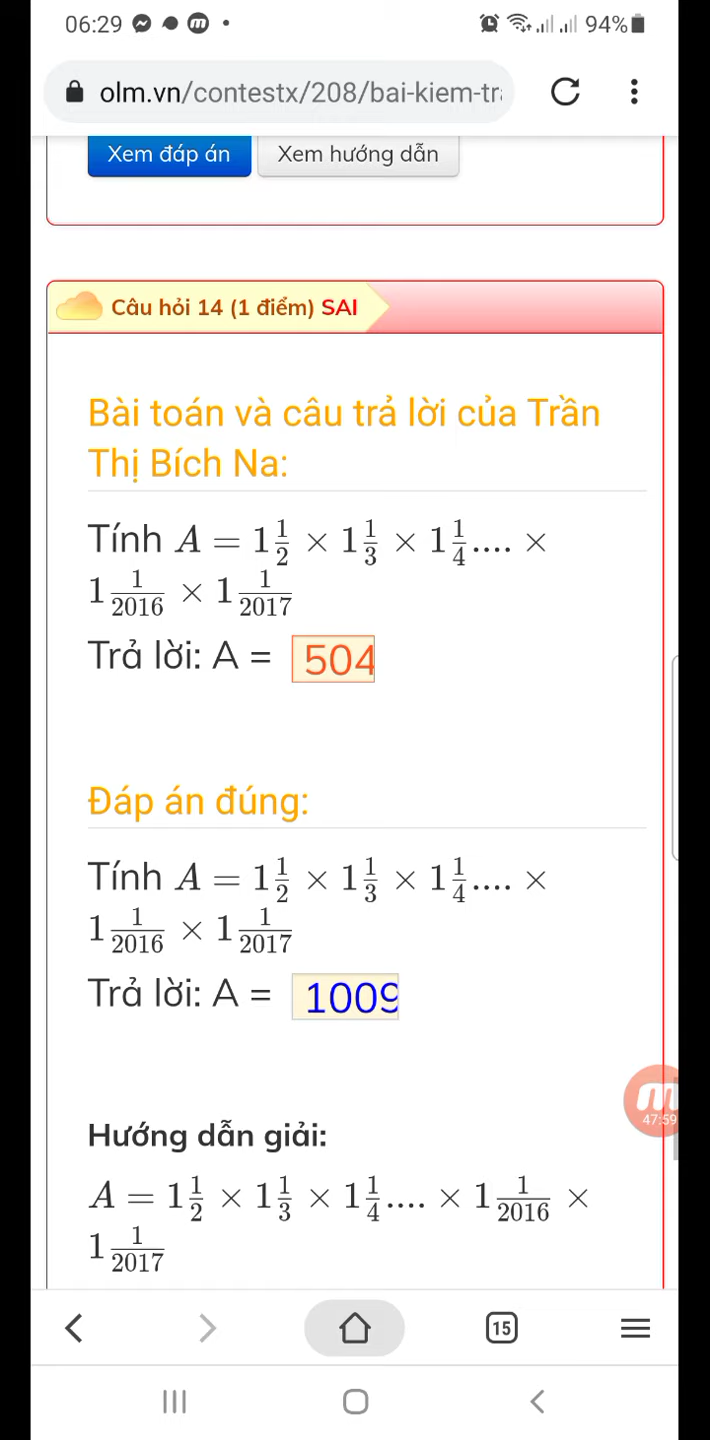 06:29
94%
olm.vn/contestx/208/bai-kiem-tr
Xem đáp án Xem hướng dẫn
Câu hỏi 14 (1 điểm) SAI
Bài toán và câu trả lời của Trần
Thị Bích Na:
Tính A = 1 1/2 × 1 1/3 × 1 1/4.... ×
1 1/2016 × 1 1/2017
Trả lời: A = 504
Đáp án đúng:
Tính A = 1 1/2 × 1 1/3 × 1 1/4.... ×
1 1/2016 × 1 1/2017
Trả lời: A = 1009
47:59
Hướng dẫn giải:
A = 1 1/2 × 1 1/3 × 1 1/4.... × 1 1/2016 ×
1 1/2017
15